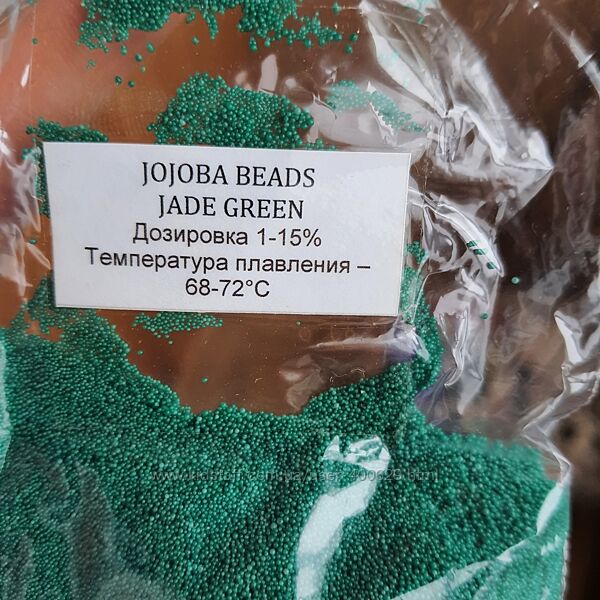 JOJOBA BEADS
JADE GREEN
Дозировка 1-15%
Температура плавления –
68-72°C